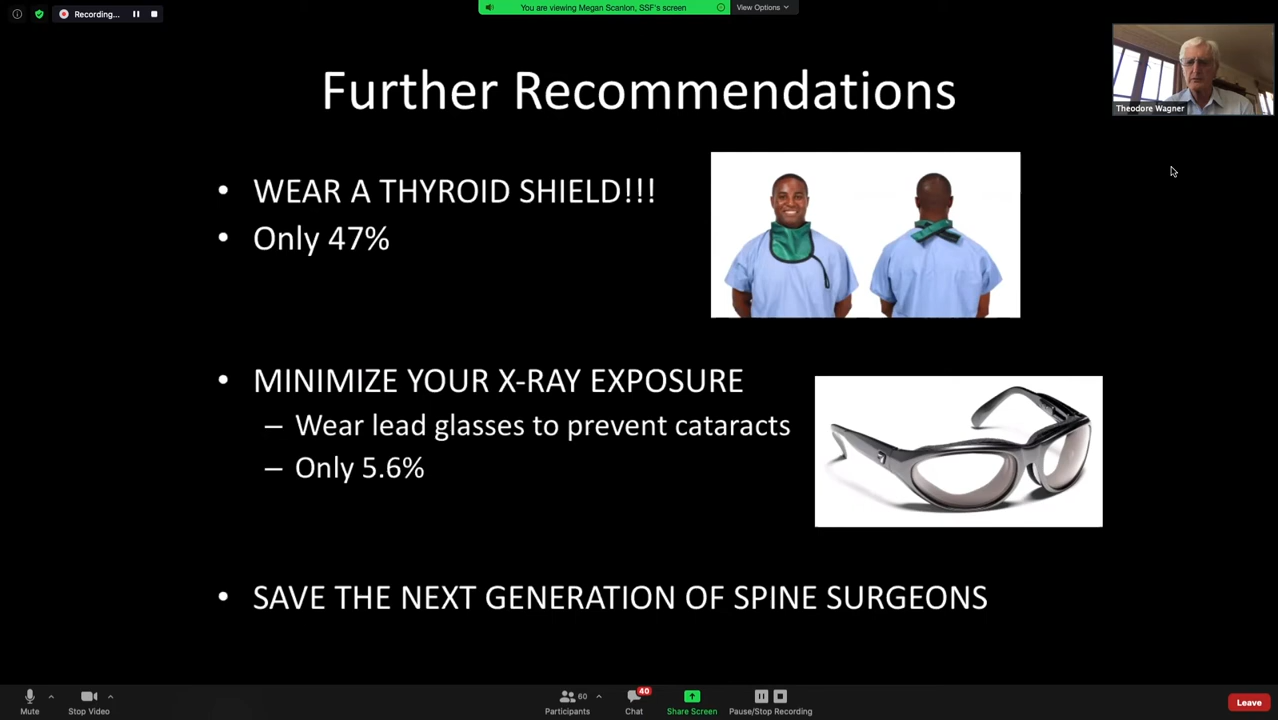 Recording...
You are viewing Megan Scanlon, SSF's screen
View Options
Theodore Wagner
Further Recommendations
• WEAR A THYROID SHIELD!!!
• Only 47%
• MINIMIZE YOUR X-RAY EXPOSURE
– Wear lead glasses to prevent cataracts
– Only 5.6%
• SAVE THE NEXT GENERATION OF SPINE SURGEONS
Mute
Stop Video
60
Participants
40
Chat
Share Screen
Pause/Stop Recording
Leave